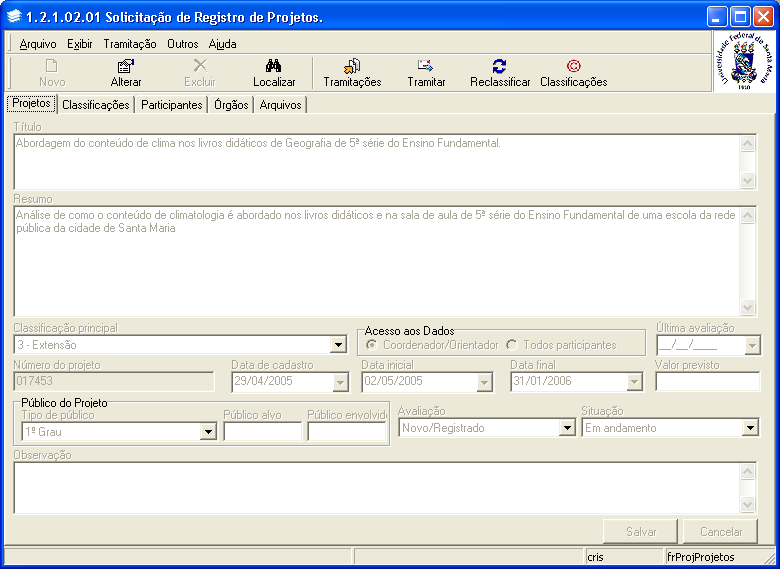 1.2.1.02.01 Solicitação de Registro de Projetos.
Arquivo Exibir Tramitação Outros Ajuda
Novo Alterar Excluir Localizar Tramitações Tramitar Reclassificar Classificações
Universidade Federal de Santa Maria
1960
Projetos Classificações Participantes Órgãos Arquivos
Título
Abordagem do conteúdo de clima nos livros didáticos de Geografia de 5ª série do Ensino Fundamental.
Resumo
Análise de como o conteúdo de climatologia é abordado nos livros didáticos e na sala de aula de 5ª série do Ensino Fundamental de uma escola da rede
pública da cidade de Santa Maria
Classificação principal Acesso aos Dados Última avaliação
3 - Extensão Coordenador/Orientador Todos participantes __/__/____
Número do projeto Data de cadastro Data inicial Data final Valor previsto
017453 29/04/2005 02/05/2005 31/01/2006
Público do Projeto
Tipo de público Público alvo Público envolvid Avaliação Situação
1º Grau Novo/Registrado Em andamento
Observação
Salvar Cancelar
cris frProjProjetos